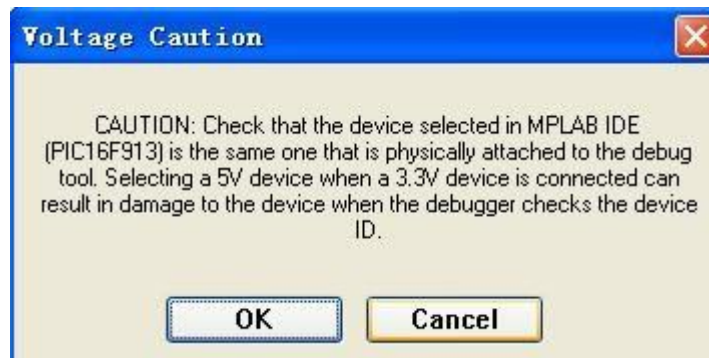 Voltage Caution
CAUTION: Check that the device selected in MPLAB IDE
(PIC16F913) is the same one that is physically attached to the debug
tool. Selecting a 5V device when a 3.3V device is connected can
result in damage to the device when the debugger checks the device
ID.
OK
Cancel